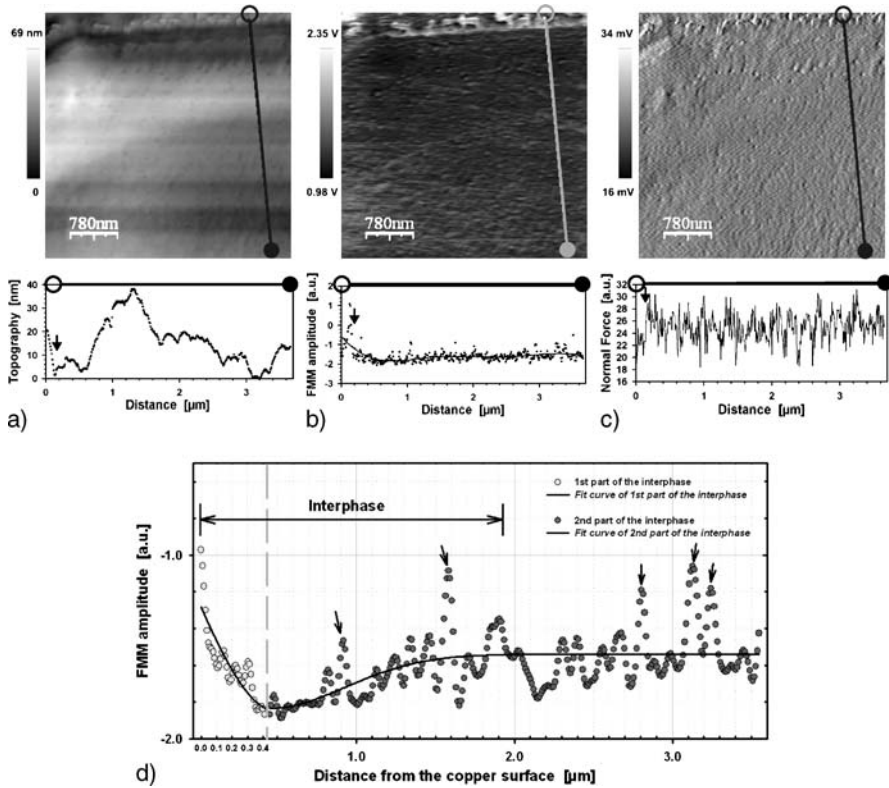 69 nm
0
780nm
2.35 V
0.98 V
780nm
34 mV
16 mV
780nm
Topography [nm]
40
30
20
10
0
0 1 2 3
Distance [µm]
a)
FMM amplitude [a.u.]
2
1
0
-1
-2
-3
0 1 2 3
Distance [µm]
b)
Normal Force [a.u.]
32
30
28
26
24
22
20
18
16
0 1 2 3
Distance [µm]
c)
Interphase
1st part of the interphase
Fit curve of 1st part of the interphase
2nd part of the interphase
Fit curve of 2nd part of the interphase
FMM amplitude [a.u.]
-1.0
-2.0
0.0 0.1 0.2 0.3 0.4 1.0 2.0 3.0
Distance from the copper surface [µm]
d)